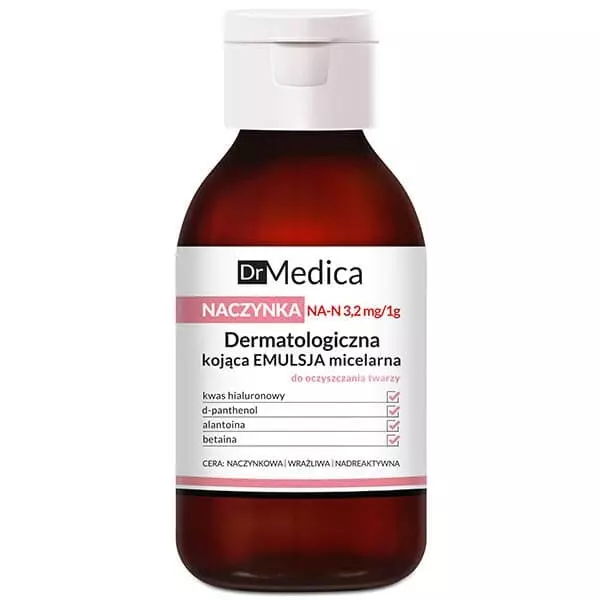 Dr Medica
NACZYNKA NA-N 3,2 mg/1g
Dermatologiczna
kojąca EMULSJA micelarna
do oczyszczania twarzy
kwas hialuronowy
d-panthenol
alantoina
betaina
CERA: NACZYNKOWA | WRAŻLIWA | NADREAKTYWNA